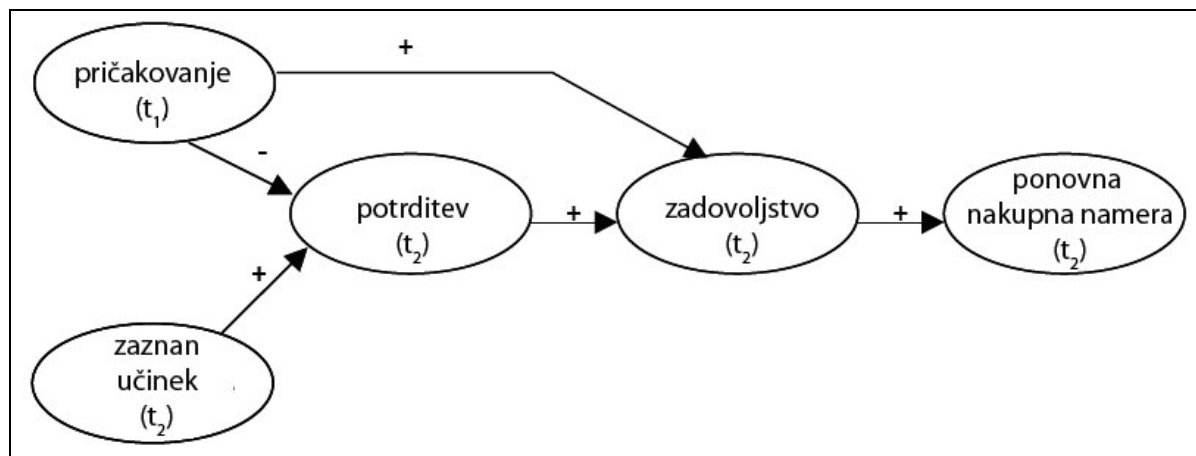 pričakovanje
(t₁)
+
-
potrditev
(t₂)
+
zadovoljstvo
(t₂)
+
ponovna
nakupna namera
(t₂)
+
zaznan
učinek
(t₂)